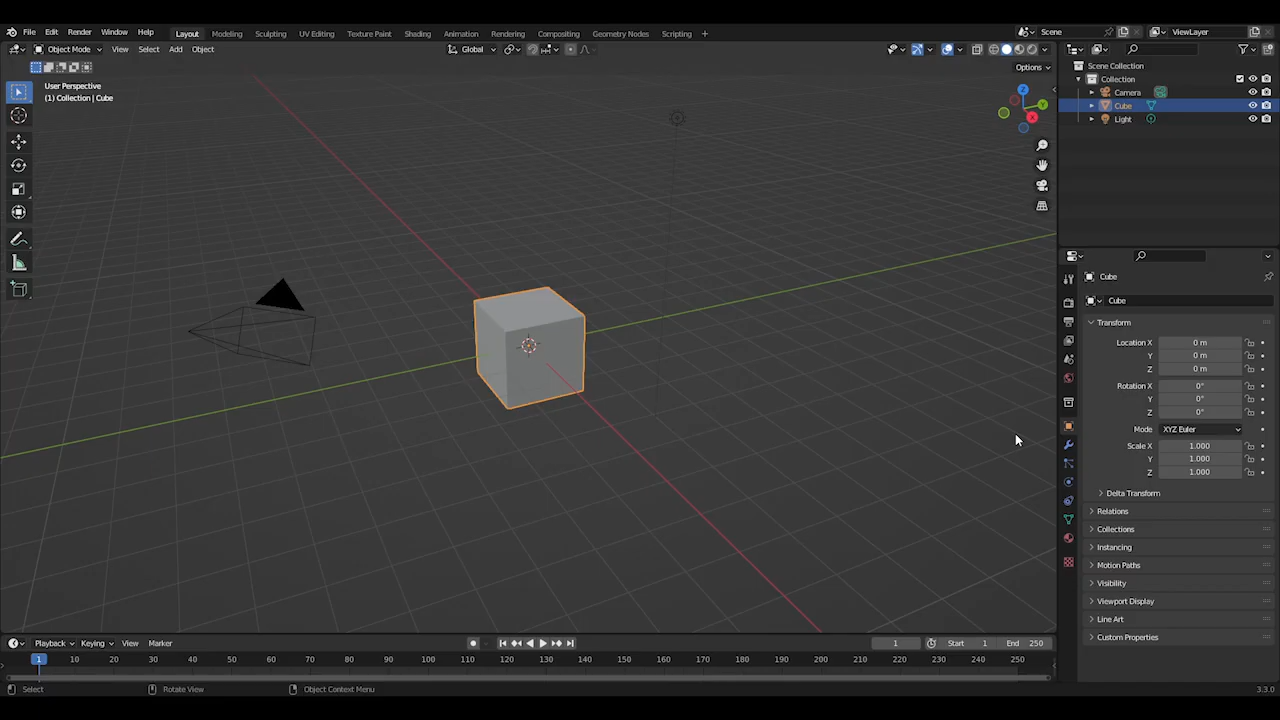 File Edit Render Window Help Layout Modeling Sculpting UV Editing Texture Paint Shading Animation Rendering Compositing Geometry Nodes Scripting + Scene ViewLayer
Object Mode View Select Add Object Global
Options
User Perspective
(1) Collection | Cube
Z
Y
X
Scene Collection
Collection
Camera
Cube
Light
Cube
Cube
Transform
Location X 0 m
Y 0 m
Z 0 m
Rotation X 0°
Y 0°
Z 0°
Mode XYZ Euler
Scale X 1.000
Y 1.000
Z 1.000
Delta Transform
Relations
Collections
Instancing
Motion Paths
Visibility
Viewport Display
Line Art
Custom Properties
Playback Keying View Marker 1 Start 1 End 250
1 10 20 30 40 50 60 70 80 90 100 110 120 130 140 150 160 170 180 190 200 210 220 230 240 250
Select Rotate View Object Context Menu 3.3.0